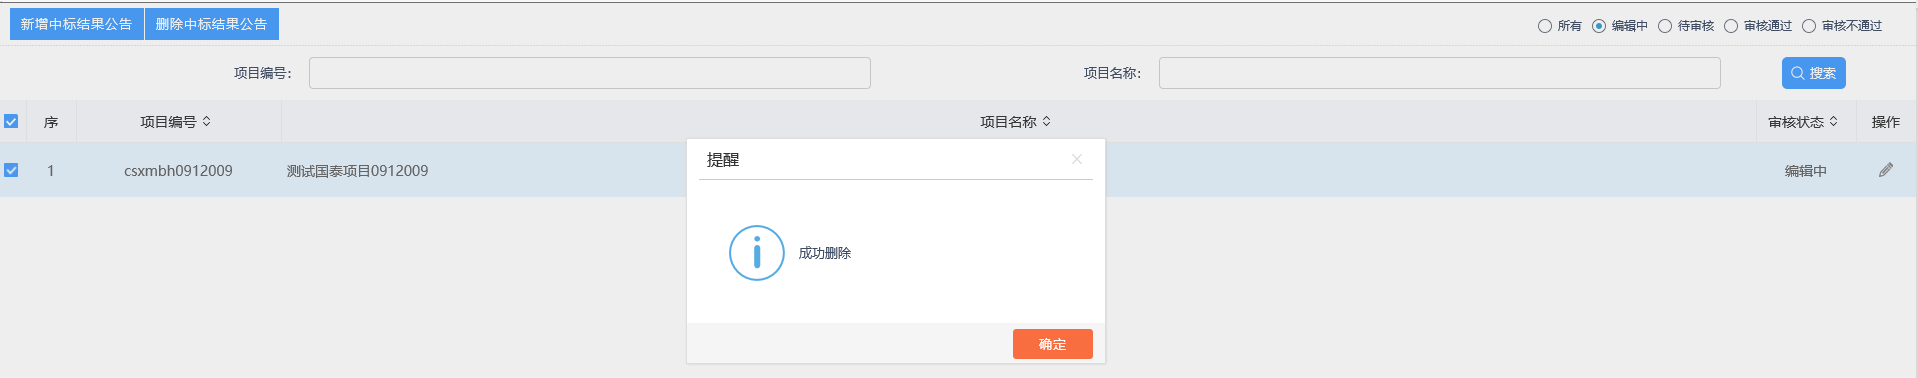 新增中标结果公告 删除中标结果公告 所有 编辑中 待审核 审核通过 审核不通过
项目编号： 项目名称： 搜索
序 项目编号 项目名称 审核状态 操作
1 csxmbh0912009 测试国泰项目0912009 编辑中
提醒
成功删除
确定